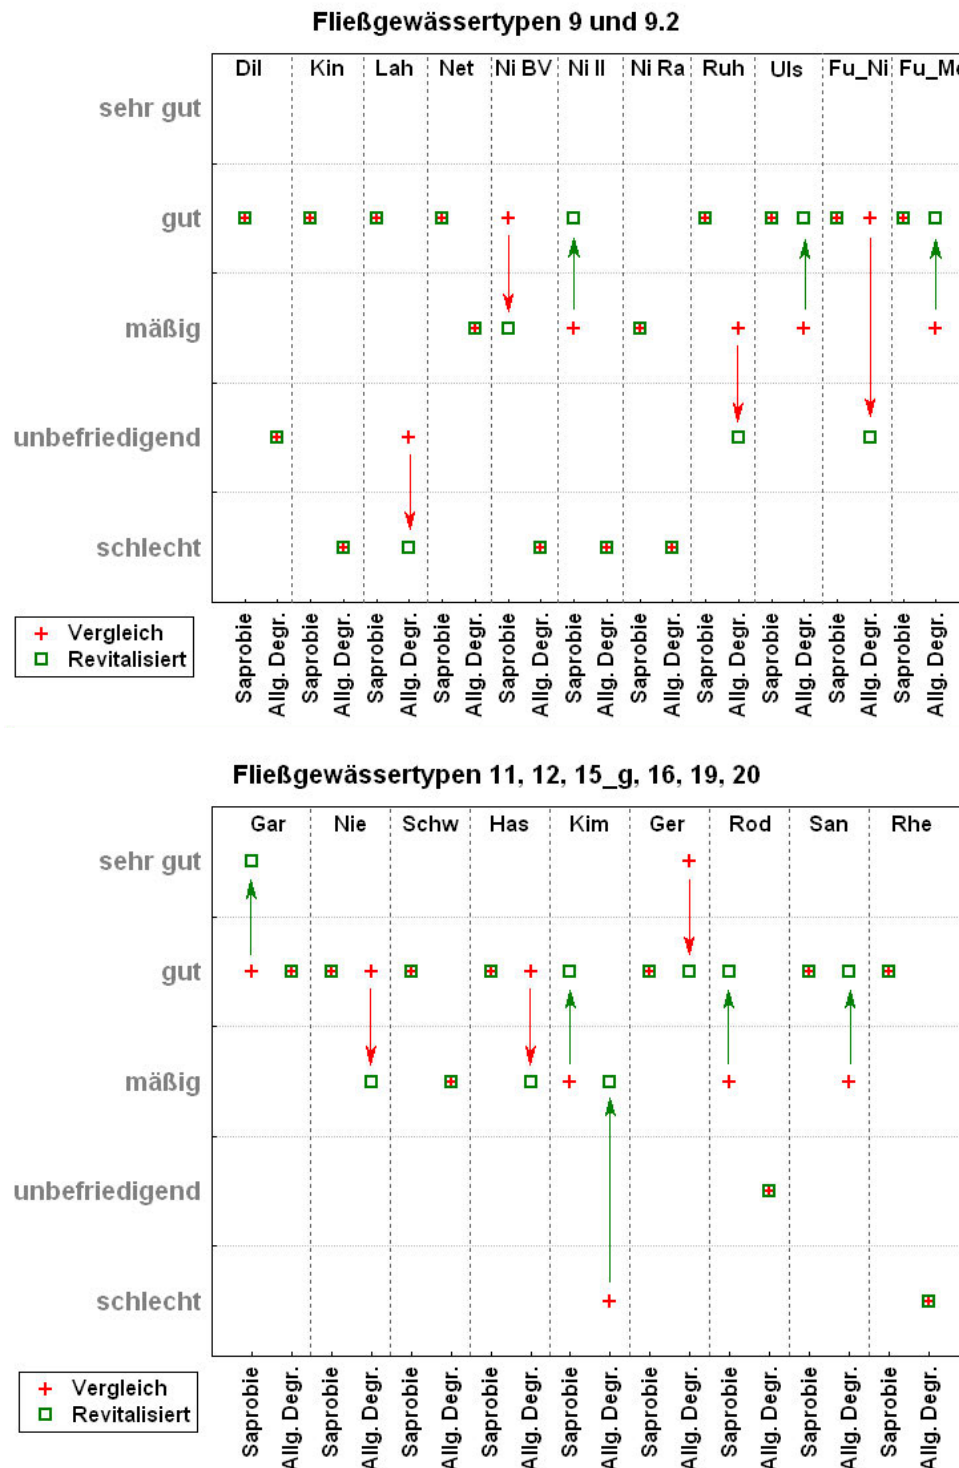 Fließgewässertypen 9 und 9.2
Dil Kin Lah Net Ni BV Ni II Ni Ra Ruh Uls Fu_Ni Fu_Me
sehr gut
gut
mäßig
unbefriedigend
schlecht
Saprobie Allg. Degr. Saprobie Allg. Degr. Saprobie Allg. Degr. Saprobie Allg. Degr. Saprobie Allg. Degr. Saprobie Allg. Degr. Saprobie Allg. Degr. Saprobie Allg. Degr. Saprobie Allg. Degr. Saprobie Allg. Degr. Saprobie Allg. Degr.
Vergleich
Revitalisiert
Fließgewässertypen 11, 12, 15_g, 16, 19, 20
Gar Nie Schw Has Kim Ger Rod San Rhe
sehr gut
gut
mäßig
unbefriedigend
schlecht
Saprobie Allg. Degr. Saprobie Allg. Degr. Saprobie Allg. Degr. Saprobie Allg. Degr. Saprobie Allg. Degr. Saprobie Allg. Degr. Saprobie Allg. Degr. Saprobie Allg. Degr. Saprobie Allg. Degr.
Vergleich
Revitalisiert